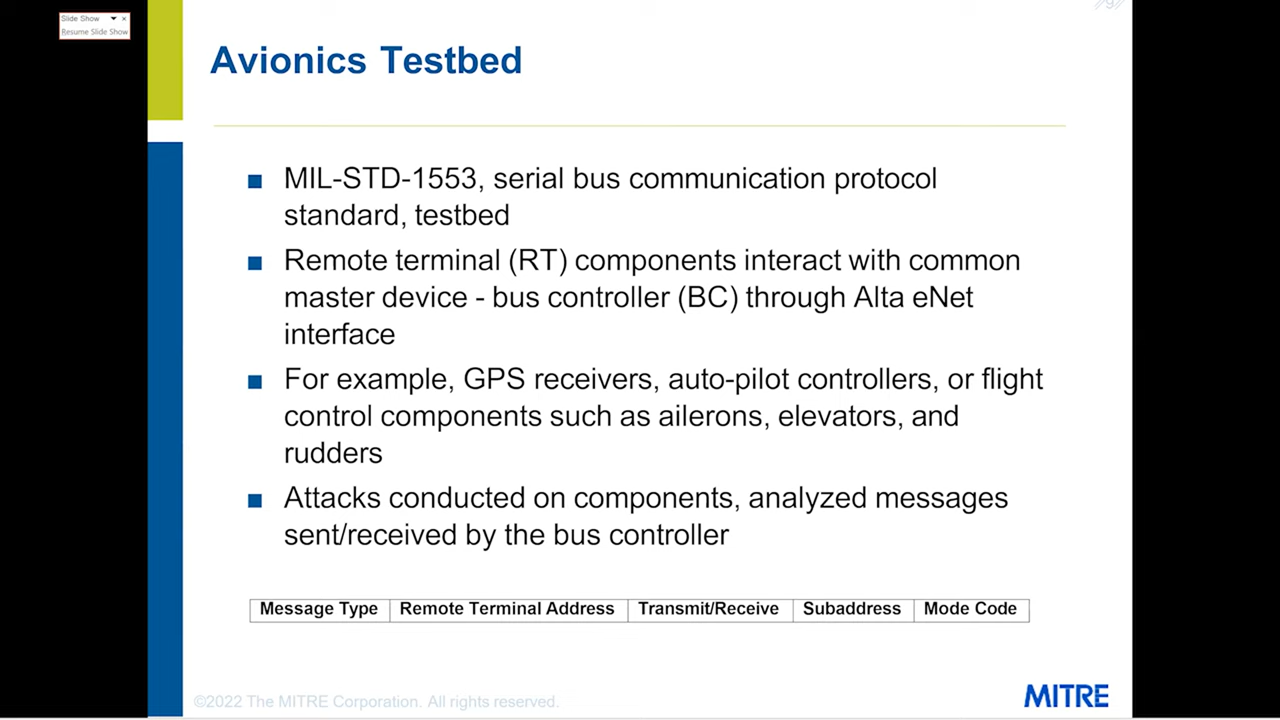 Slide Show
Resume Slide Show
9
Avionics Testbed
MIL-STD-1553, serial bus communication protocol
standard, testbed
Remote terminal (RT) components interact with common
master device - bus controller (BC) through Alta eNet
interface
For example, GPS receivers, auto-pilot controllers, or flight
control components such as ailerons, elevators, and
rudders
Attacks conducted on components, analyzed messages
sent/received by the bus controller
Message Type Remote Terminal Address Transmit/Receive Subaddress Mode Code
©2022 The MITRE Corporation. All rights reserved.
MITRE